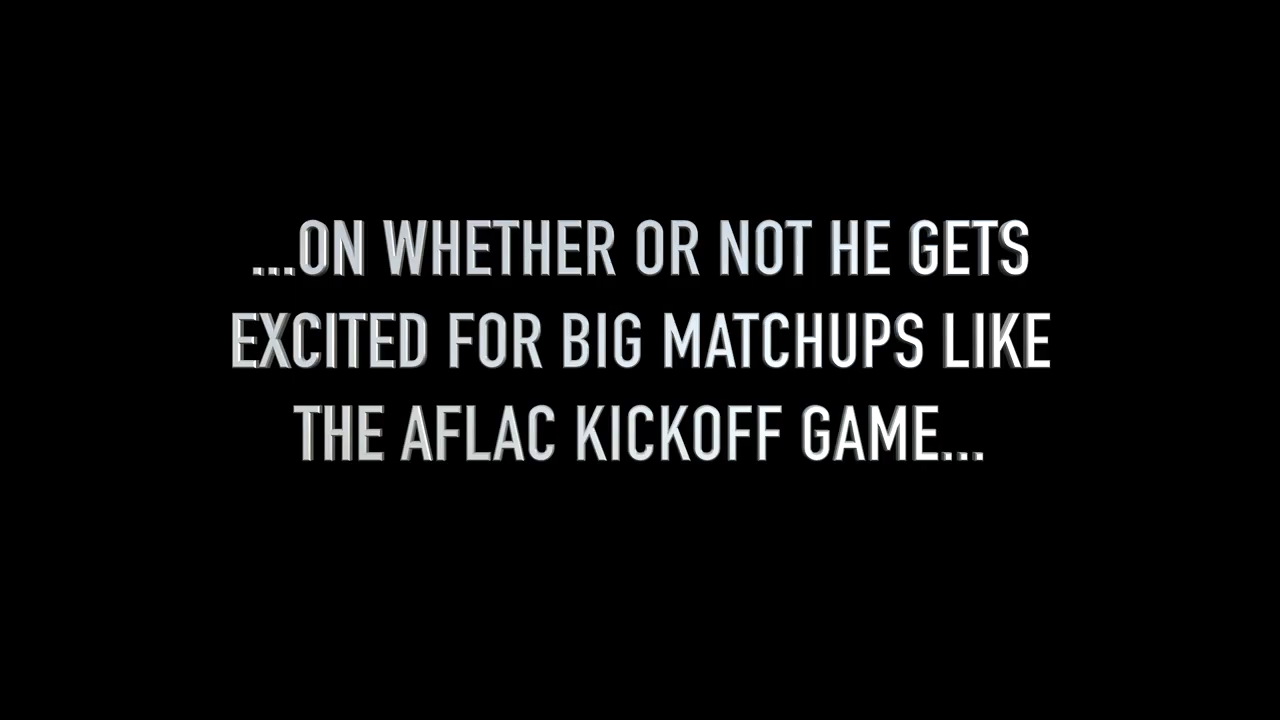 ...ON WHETHER OR NOT HE GETS
EXCITED FOR BIG MATCHUPS LIKE
THE AFLAC KICKOFF GAME...